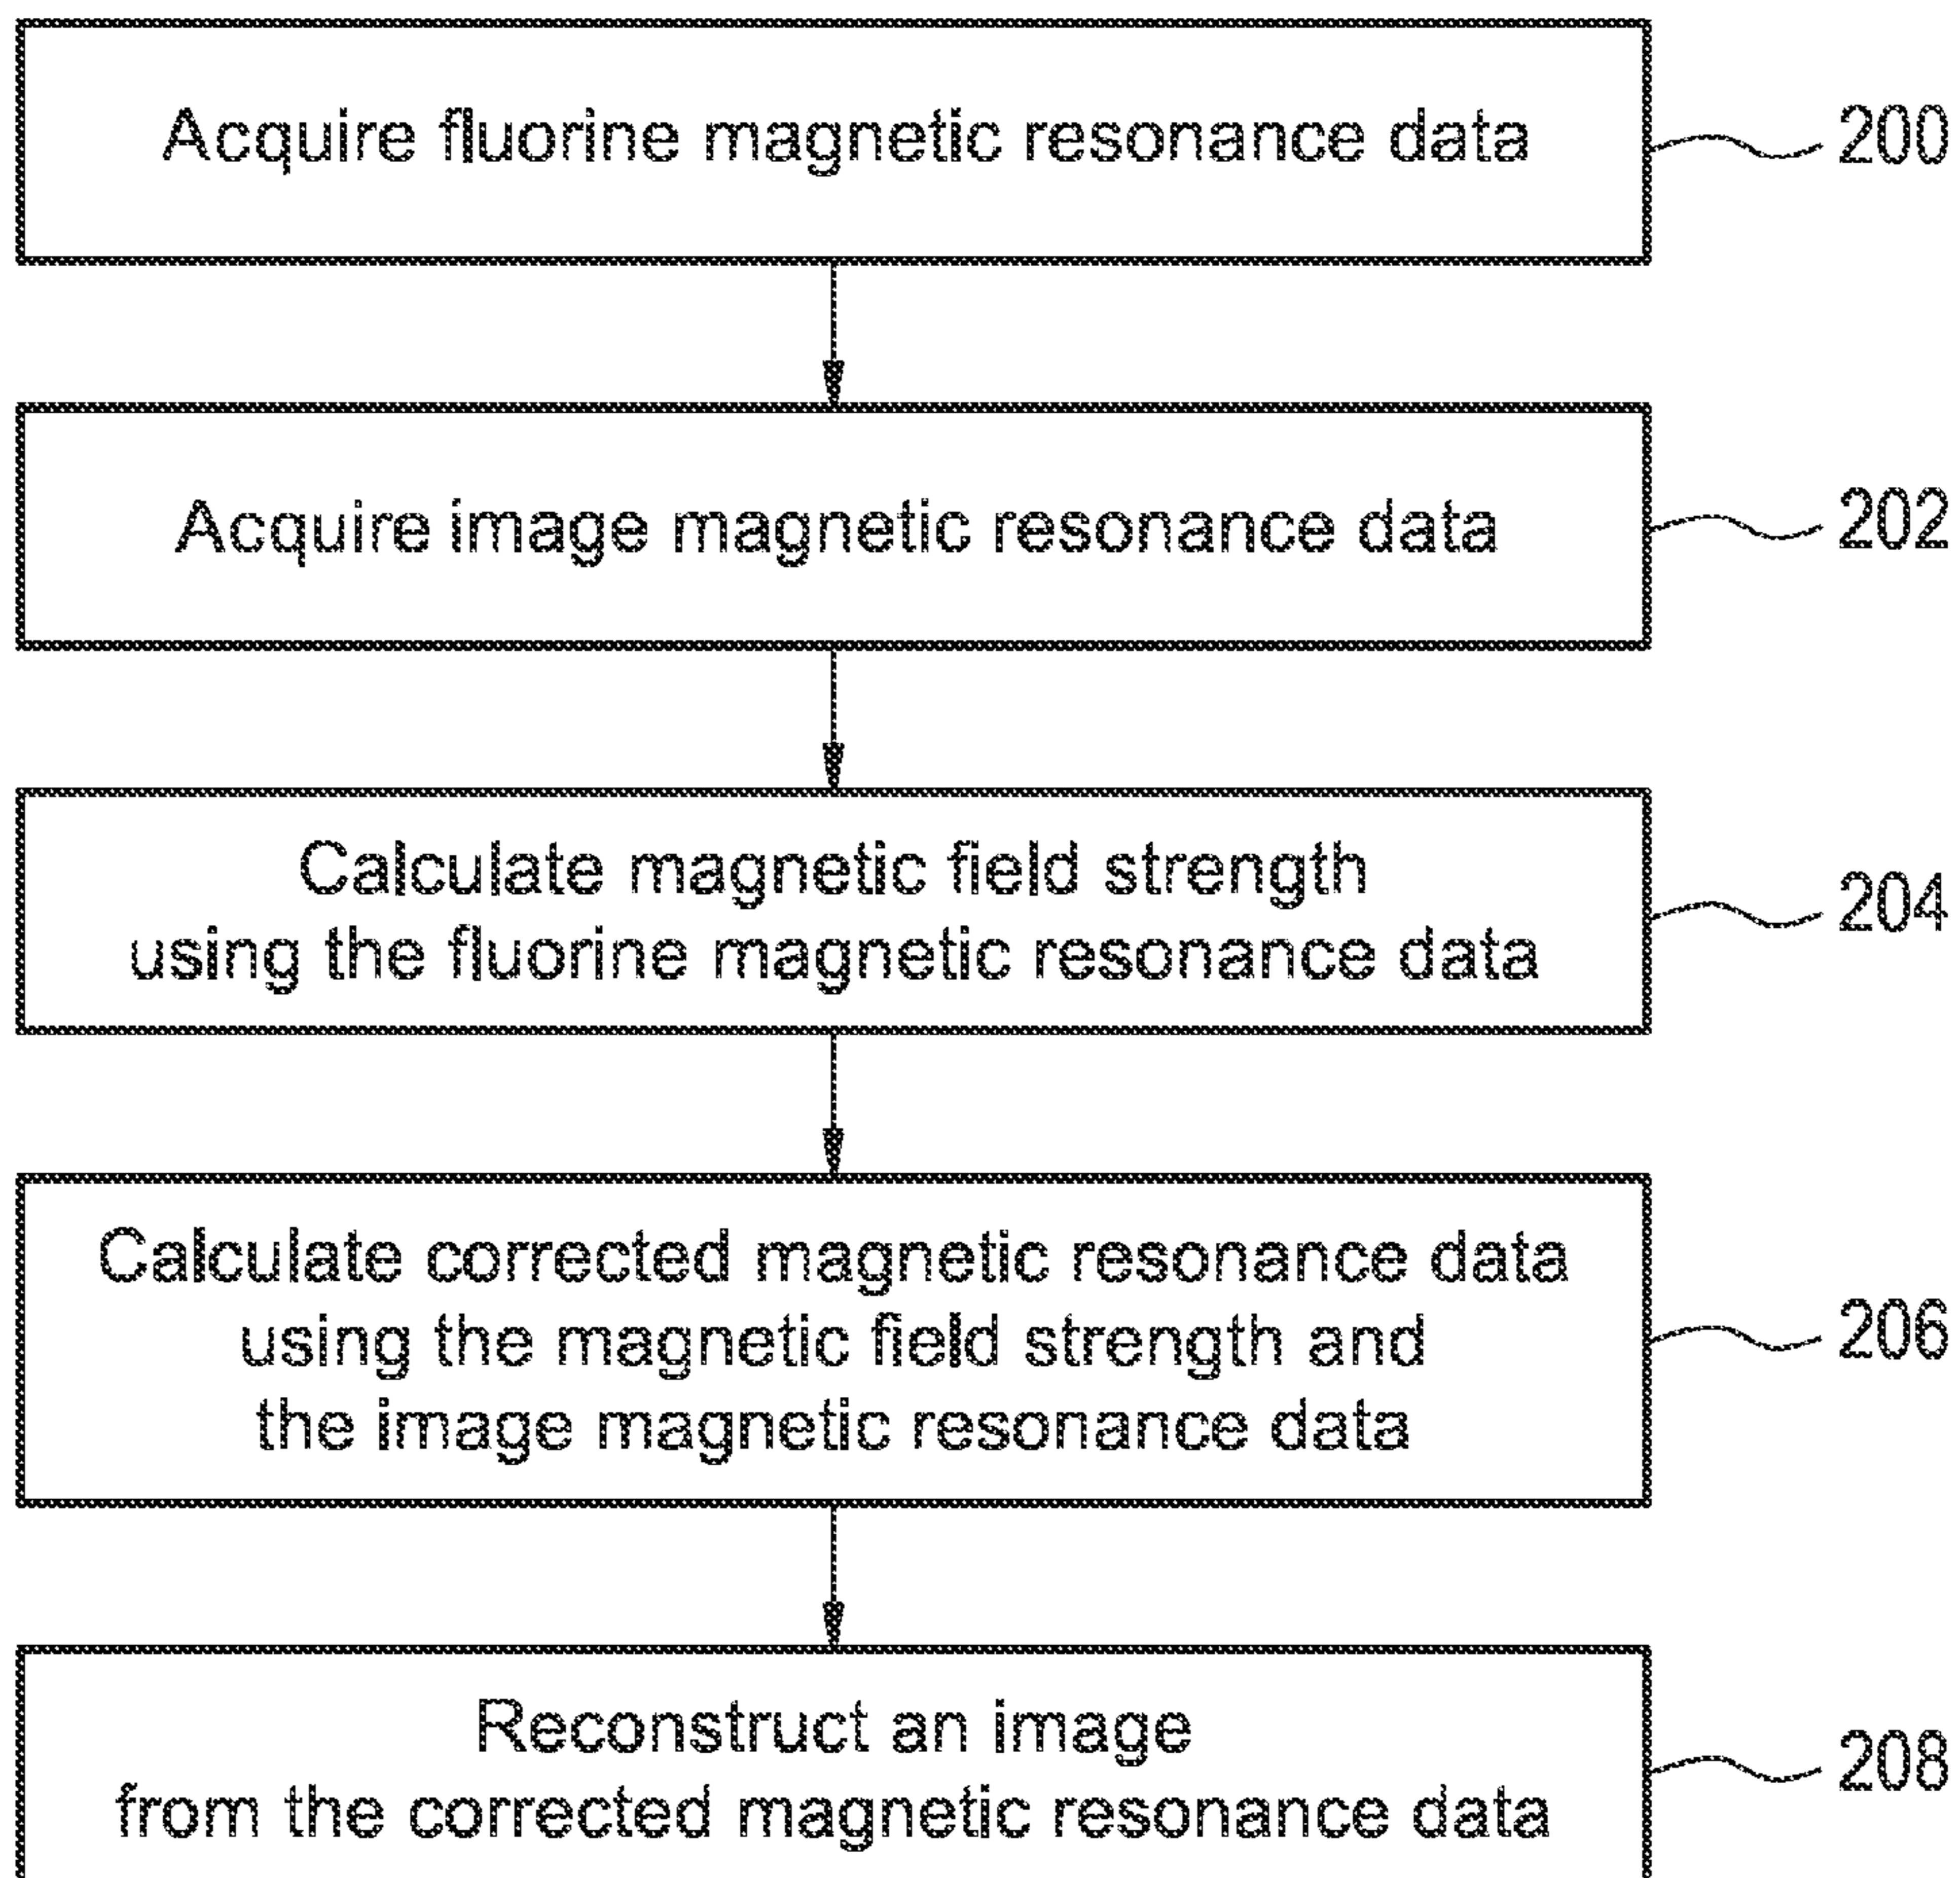 Acquire fluorine magnetic resonance data
200
Acquire image magnetic resonance data
202
Calculate magnetic field strength
using the fluorine magnetic resonance data
204
Calculate corrected magnetic resonance data
using the magnetic field strength and
the image magnetic resonance data
206
Reconstruct an image
from the corrected magnetic resonance data
208